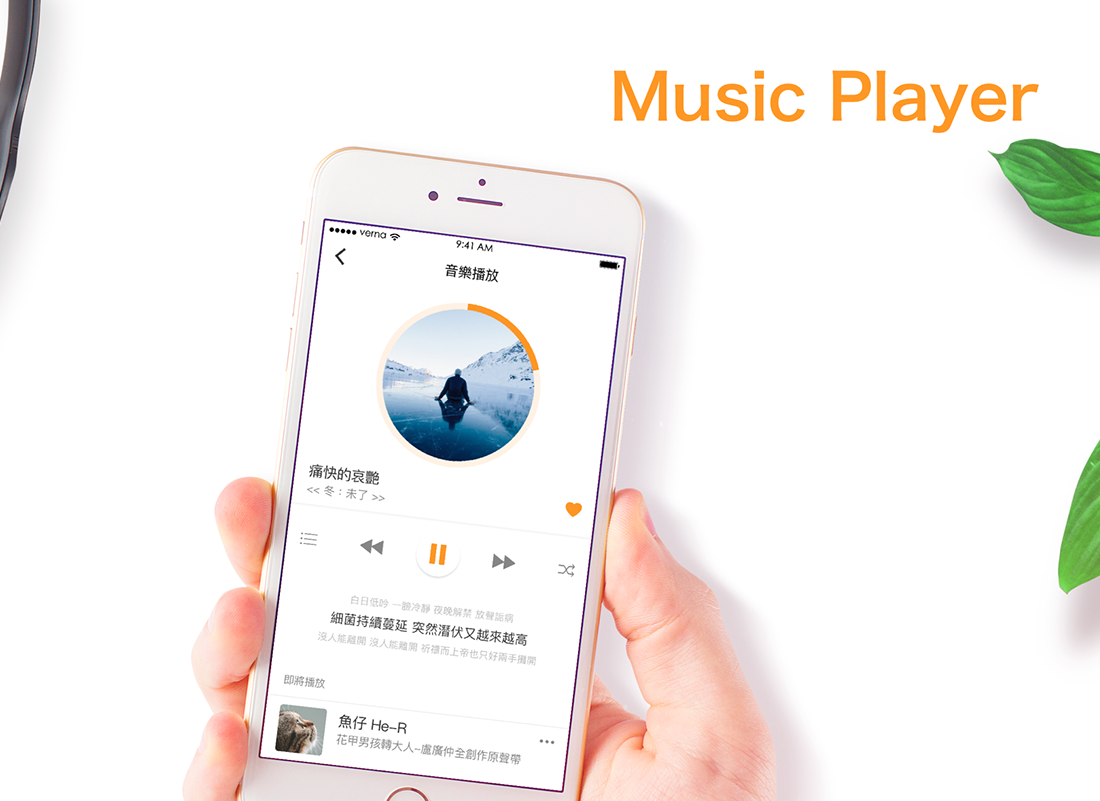 Music Player
verna
9:41 AM
音樂播放
痛快的哀艷
<< 冬：未了 >>
白日低吟 一臉冷靜 夜晚解禁 放聲詬病
細菌持續蔓延 突然潛伏又越來越高
沒人能離開 沒人能離開 祈禱而上帝也只好兩手攤開
即將播放
魚仔 He-R
花甲男孩轉大人-盧廣仲全創作原聲帶